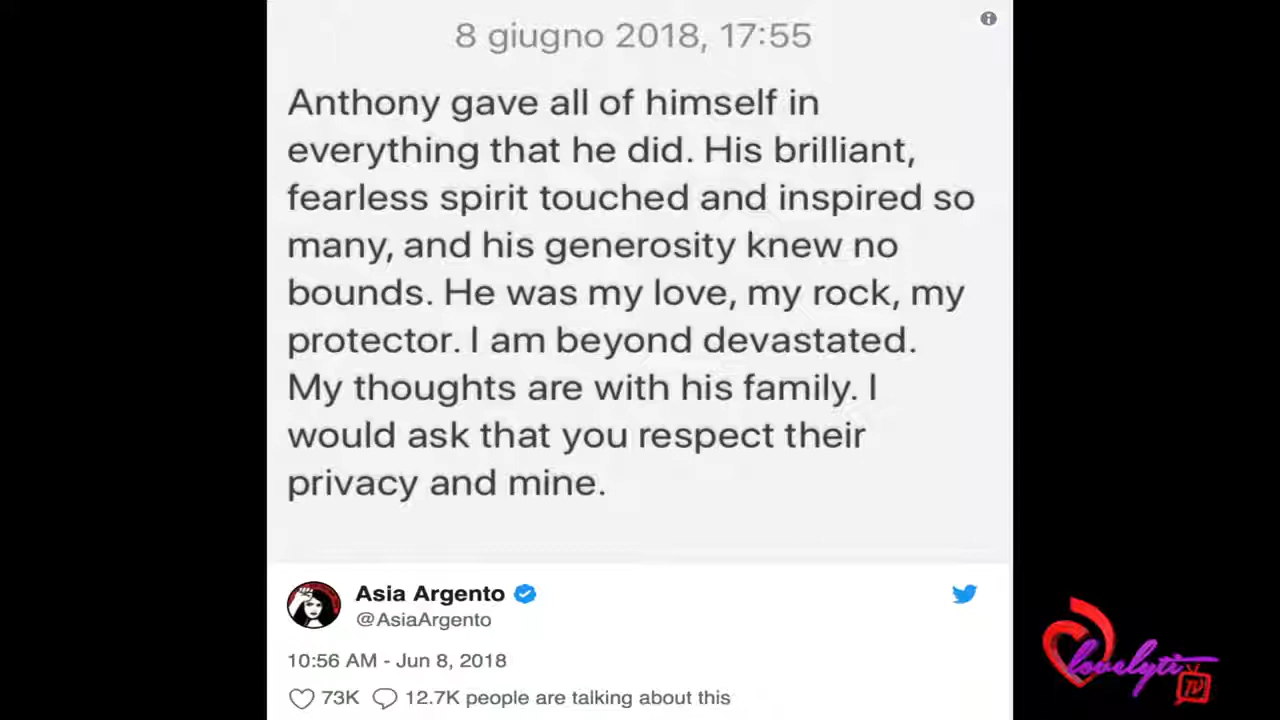 8 giugno 2018, 17:55
Anthony gave all of himself in
everything that he did. His brilliant,
fearless spirit touched and inspired so
many, and his generosity knew no
bounds. He was my love, my rock, my
protector. I am beyond devastated.
My thoughts are with his family. I
would ask that you respect their
privacy and mine.
Asia Argento
@AsiaArgento
10:56 AM - Jun 8, 2018
73K 12.7K people are talking about this
lovelyti
TV